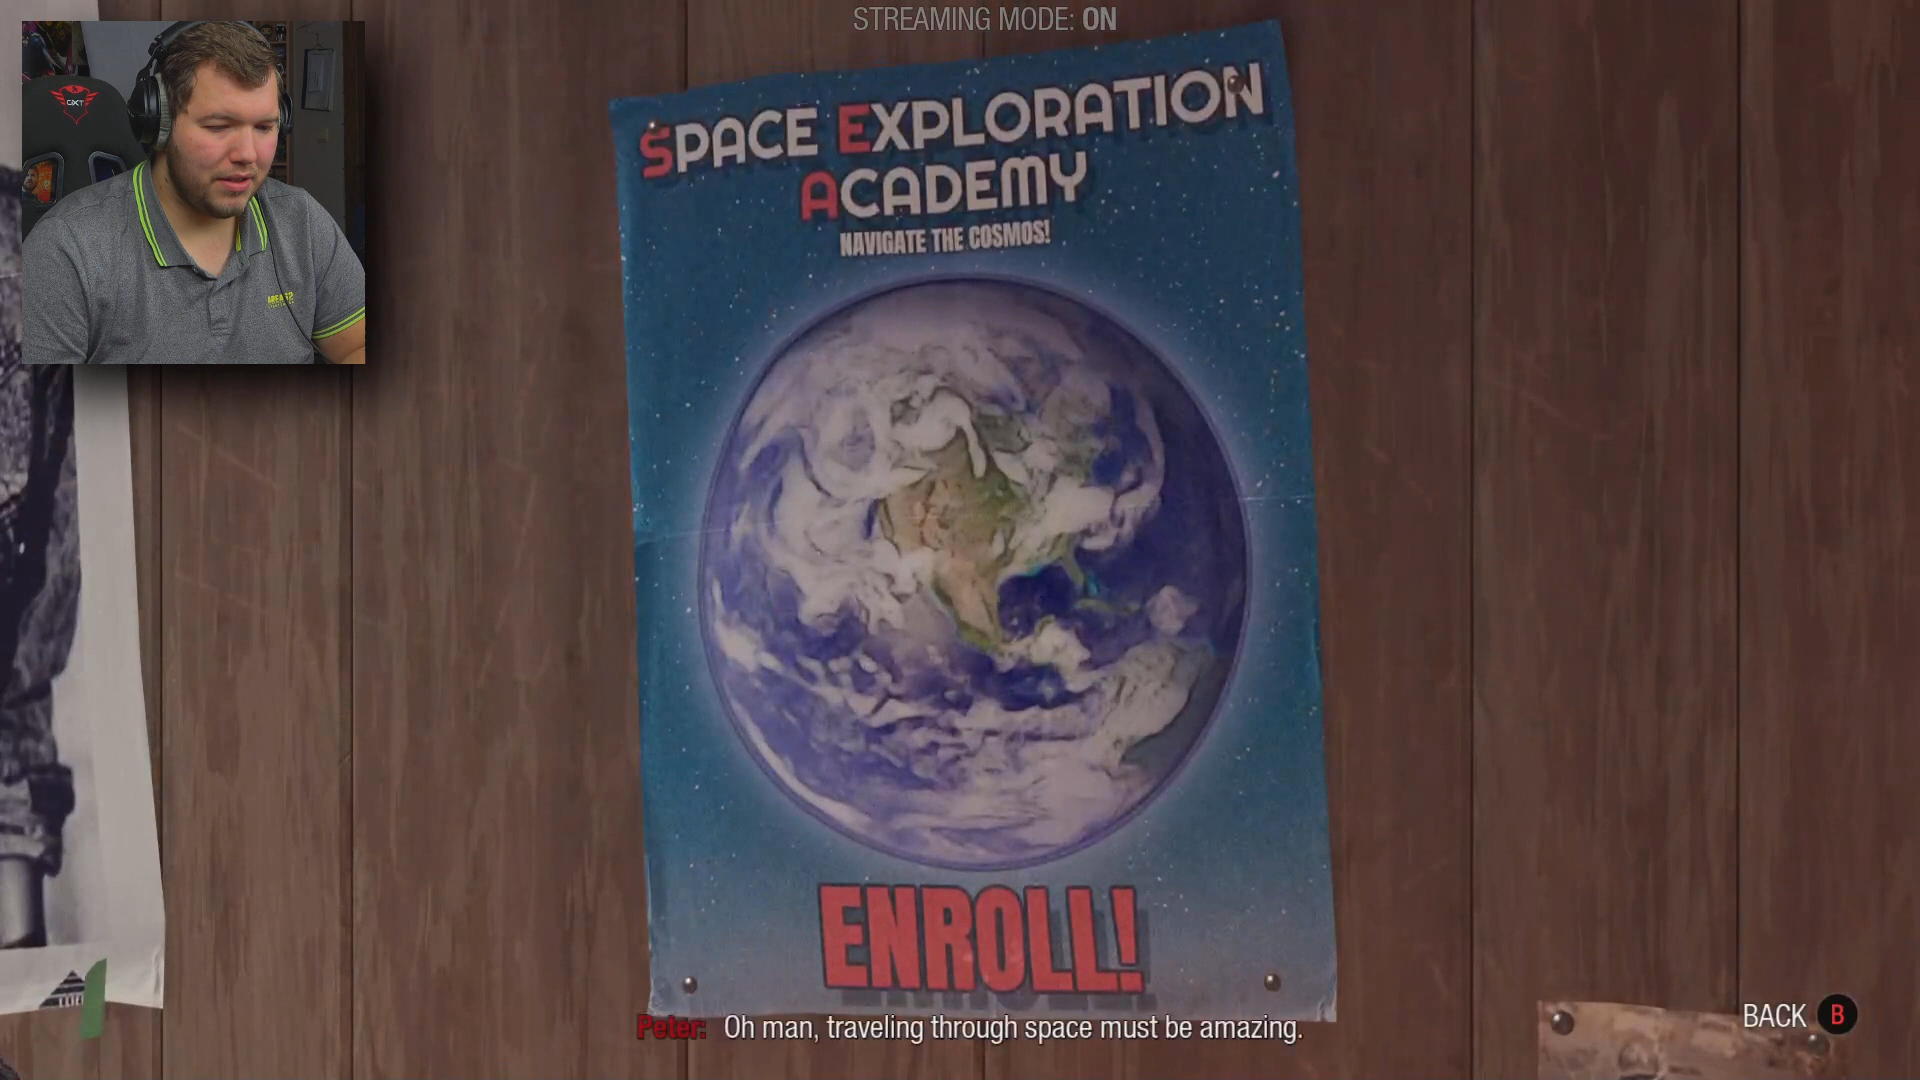 STREAMING MODE: ON
GXT
SPACE EXPLORATION
ACADEMY
NAVIGATE THE COSMOS!
ENROLL!
Peter: Oh man, traveling through space must be amazing.
BACK B